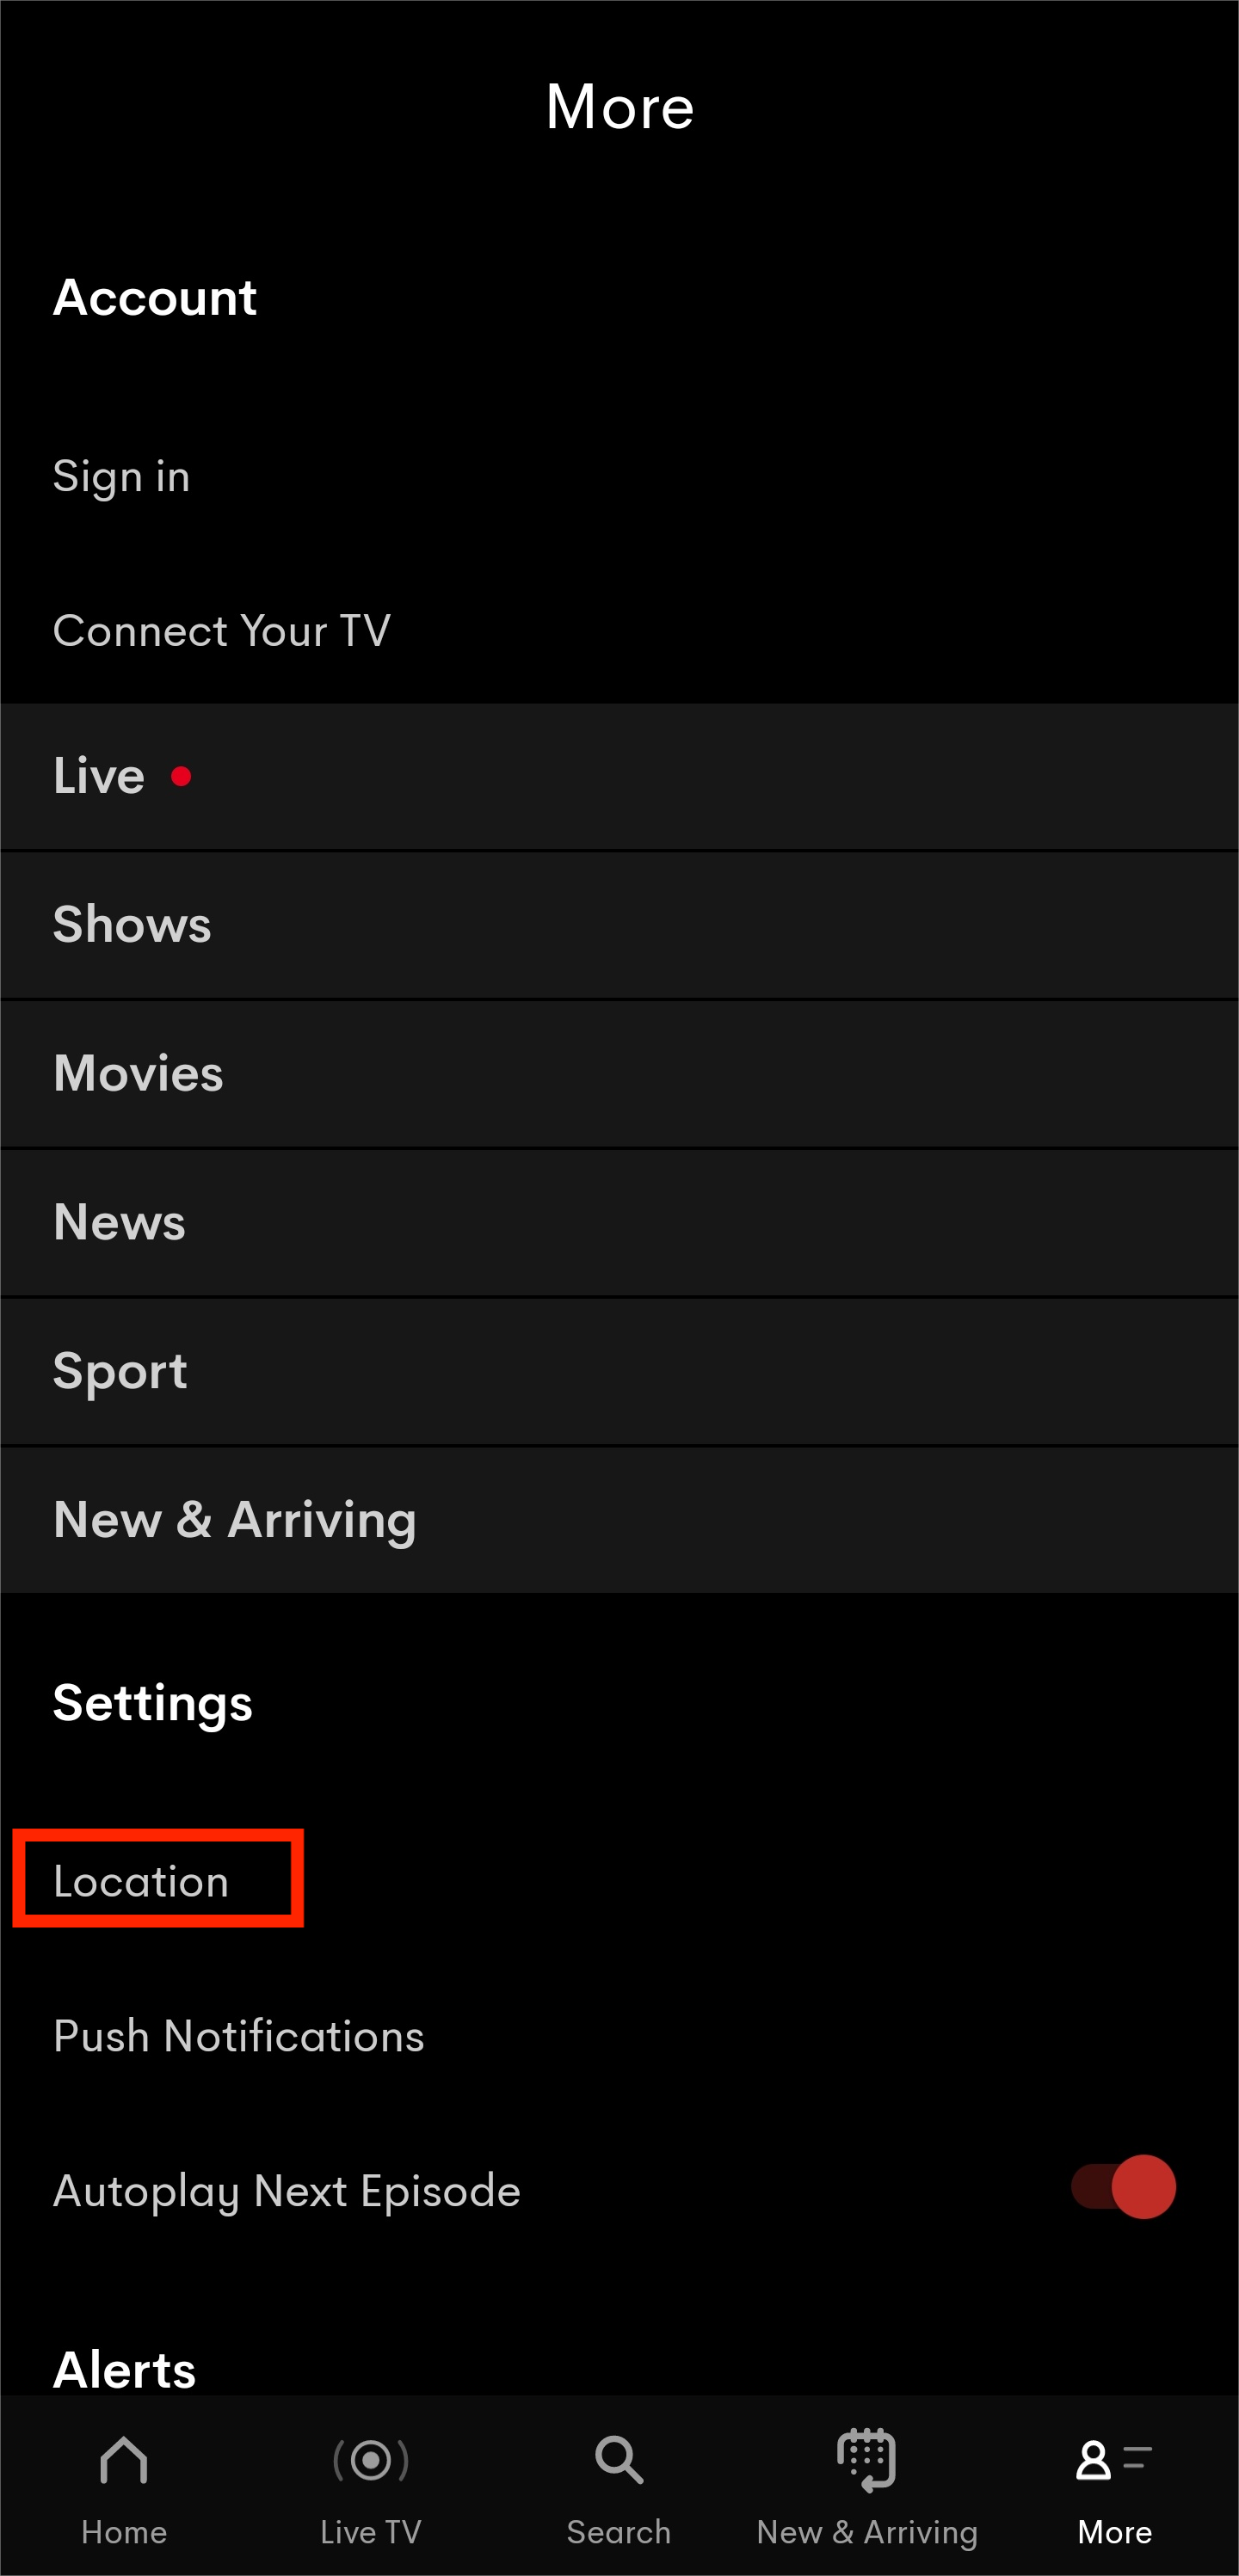 More
Account
Sign in
Connect Your TV
Live
Shows
Movies
News
Sport
New & Arriving
Settings
Location
Push Notifications
Autoplay Next Episode
Alerts
Home
Live TV
Search
New & Arriving
More